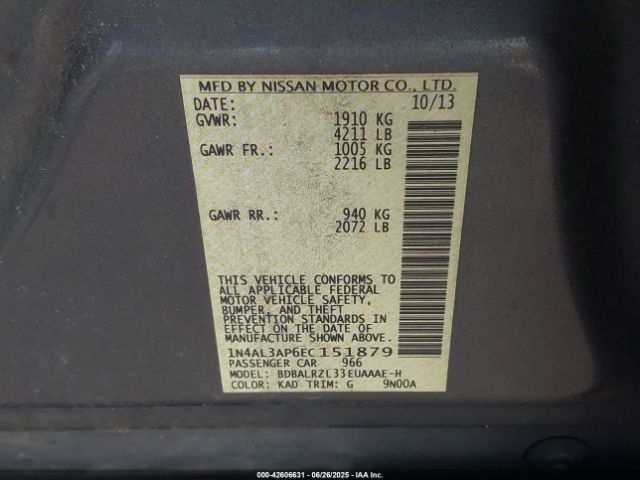 MFD BY NISSAN MOTOR CO., LTD.
DATE: 10/13
GVWR: 1910 KG
4211 LB
GAWR FR.: 1005 KG
2216 LB
GAWR RR.: 940 KG
2072 LB
THIS VEHICLE CONFORMS TO
ALL APPLICABLE FEDERAL
MOTOR VEHICLE SAFETY,
BUMPER, AND THEFT
PREVENTION STANDARDS IN
EFFECT ON THE DATE OF
MANUFACTURE SHOWN ABOVE.
1N4AL3AP6EC151879
PASSENGER CAR 966
MODEL: BDBALRZL33EUAAAE-H
COLOR: KAD TRIM: G 9N00A
000-42606631 - 06/26/2025 - IAAI Inc.